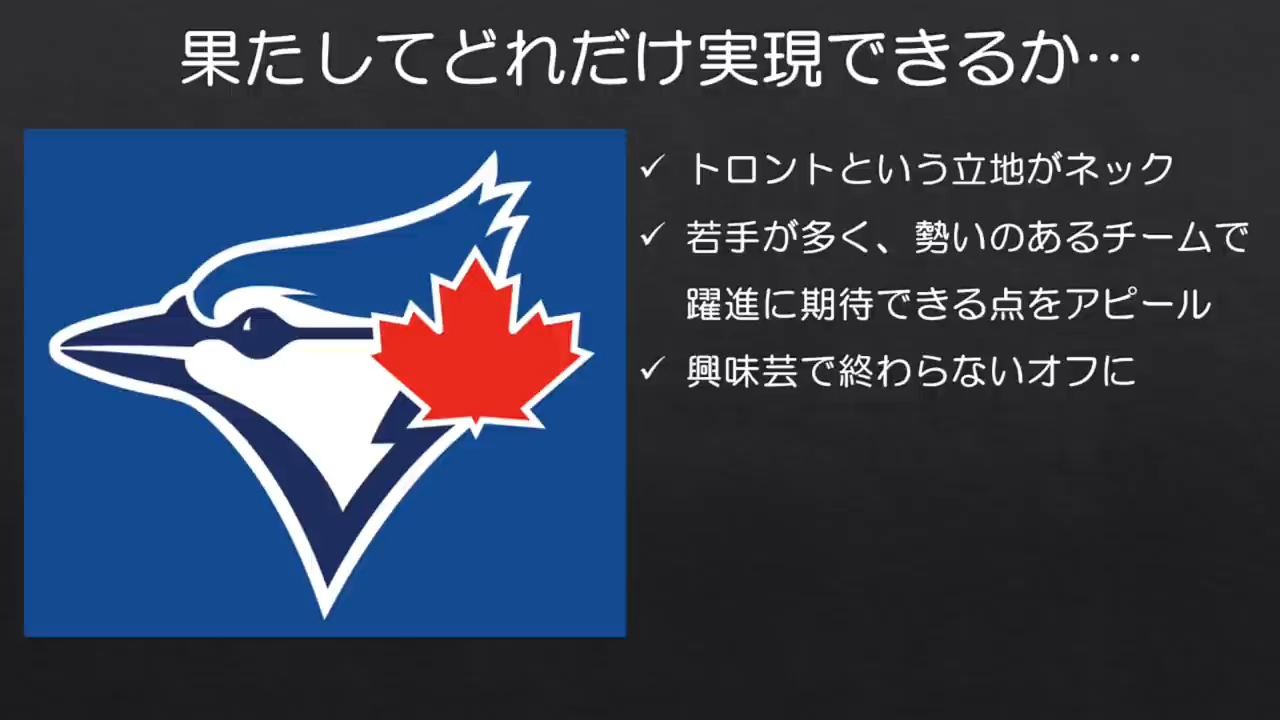 果たしてどれだけ実現できるか…
✓ トロントという立地がネック
✓ 若手が多く、勢いのあるチームで
躍進に期待できる点をアピール
✓ 興味芸で終わらないオフに